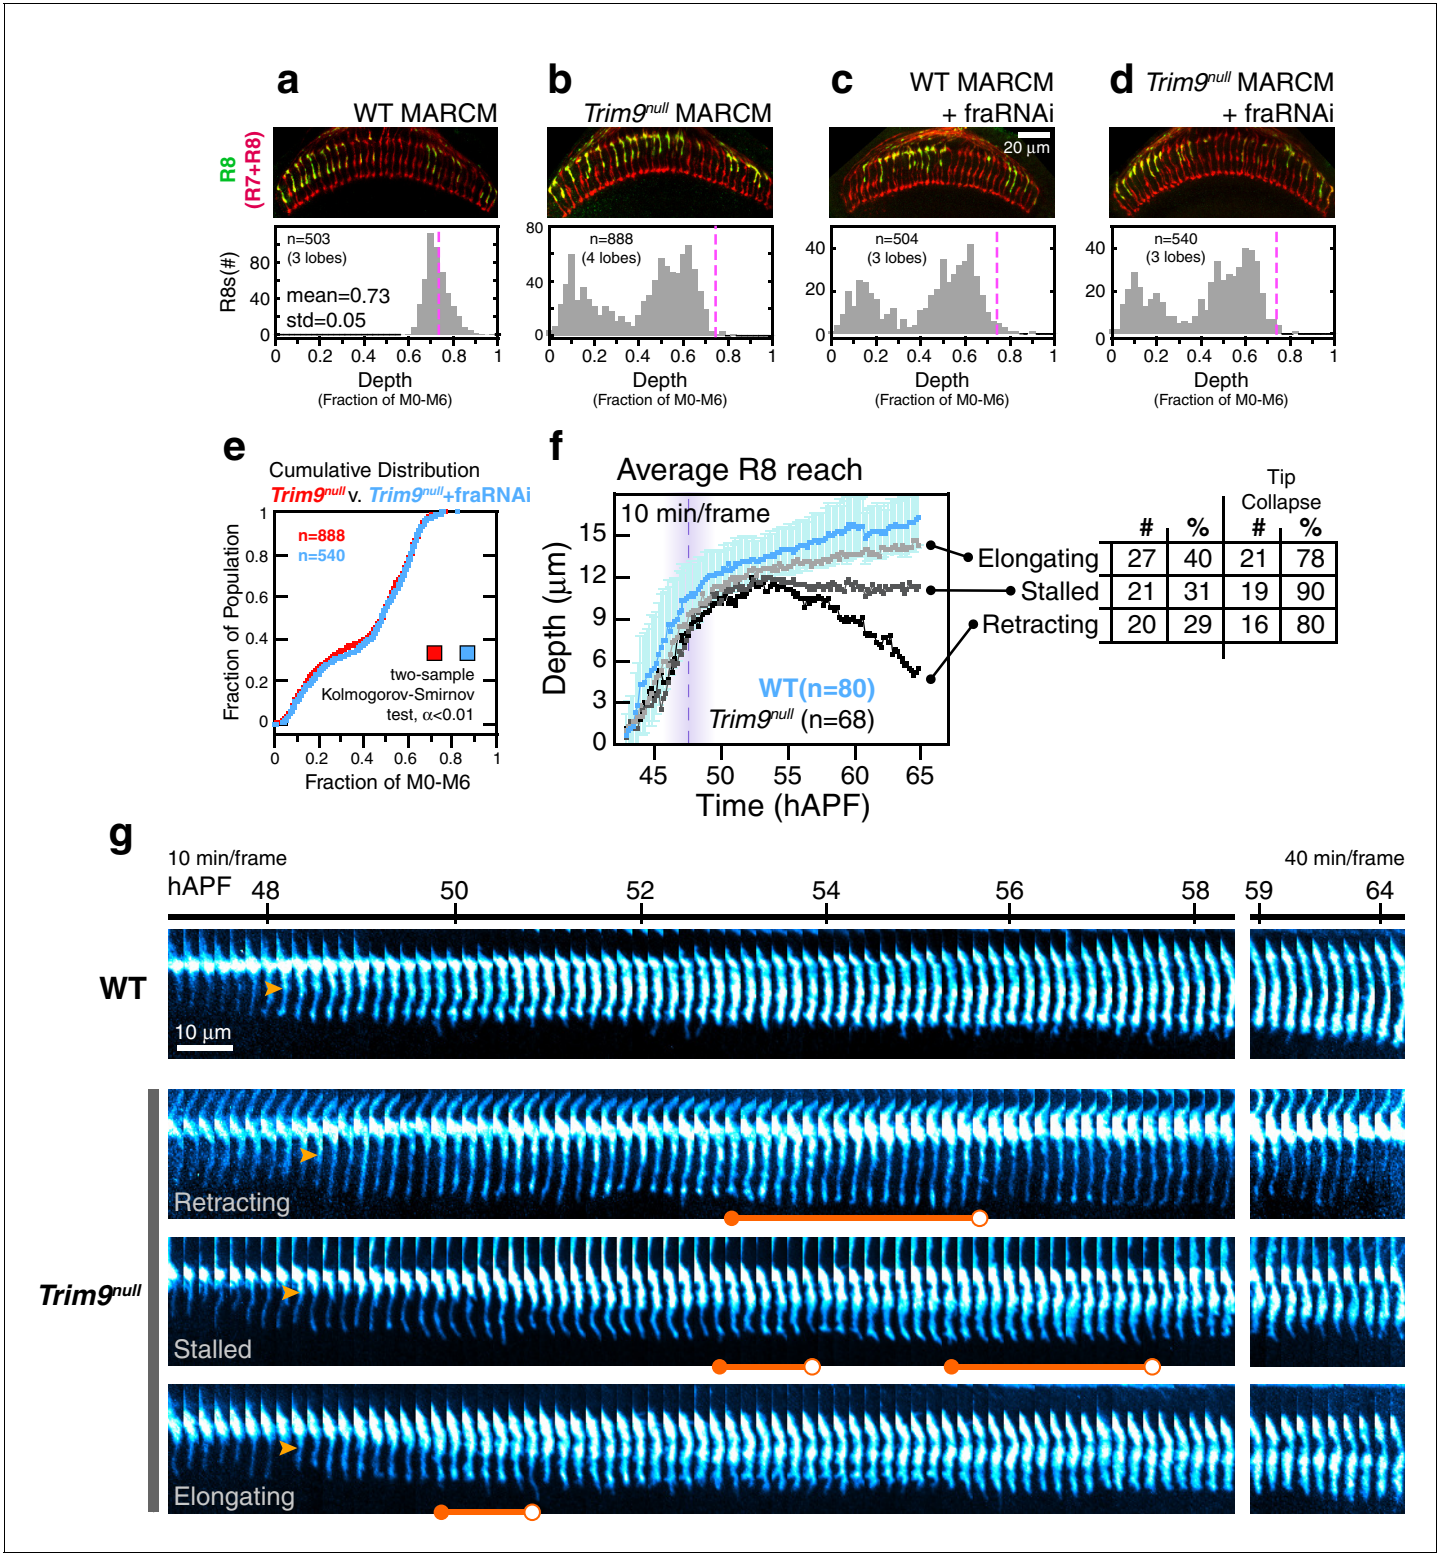 a
WT MARCM
b
Trim9null MARCM
c
WT MARCM
+ fraRNAi
d
Trim9null MARCM
+ fraRNAi
R8
(R7+R8)
20 µm
R8s(#)
80
40
0
n=503
(3 lobes)
mean=0.73
std=0.05
0 0.2 0.4 0.6 0.8 1
Depth
(Fraction of M0-M6)
80
40
0
n=888
(4 lobes)
0 0.2 0.4 0.6 0.8 1
Depth
(Fraction of M0-M6)
40
20
0
n=504
(3 lobes)
0 0.2 0.4 0.6 0.8 1
Depth
(Fraction of M0-M6)
40
20
0
n=540
(3 lobes)
0 0.2 0.4 0.6 0.8 1
Depth
(Fraction of M0-M6)
e
Cumulative Distribution
Trim9null v. Trim9null+fraRNAi
Fraction of Population
1
0.8
0.6
0.4
0.2
0
n=888
n=540
two-sample
Kolmogorov-Smirnov
test, α<0.01
0 0.2 0.4 0.6 0.8 1
Fraction of M0-M6
f
Average R8 reach
10 min/frame
Depth (µm)
15
12
9
6
3
0
WT(n=80)
Trim9null (n=68)
45 50 55 60 65
Time (hAPF)
Tip
Collapse
# % # %
Elongating 27 40 21 78
Stalled 21 31 19 90
Retracting 20 29 16 80
g
10 min/frame
40 min/frame
hAPF 48 50 52 54 56 58 59 64
WT
10 µm
Trim9null
Retracting
Stalled
Elongating